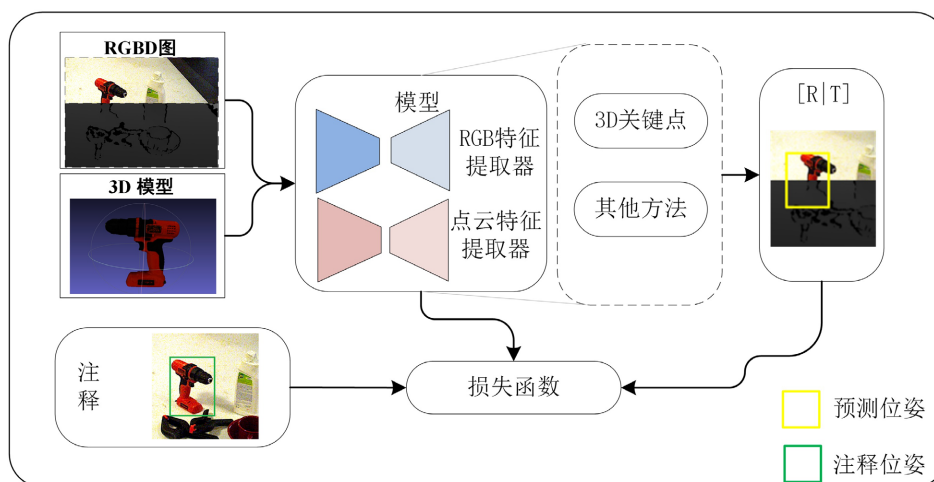 RGBD图
3D 模型
模型
RGB特征
提取器
点云特征
提取器
3D关键点
其他方法
[R|T]
注
释
损失函数
预测位姿
注释位姿